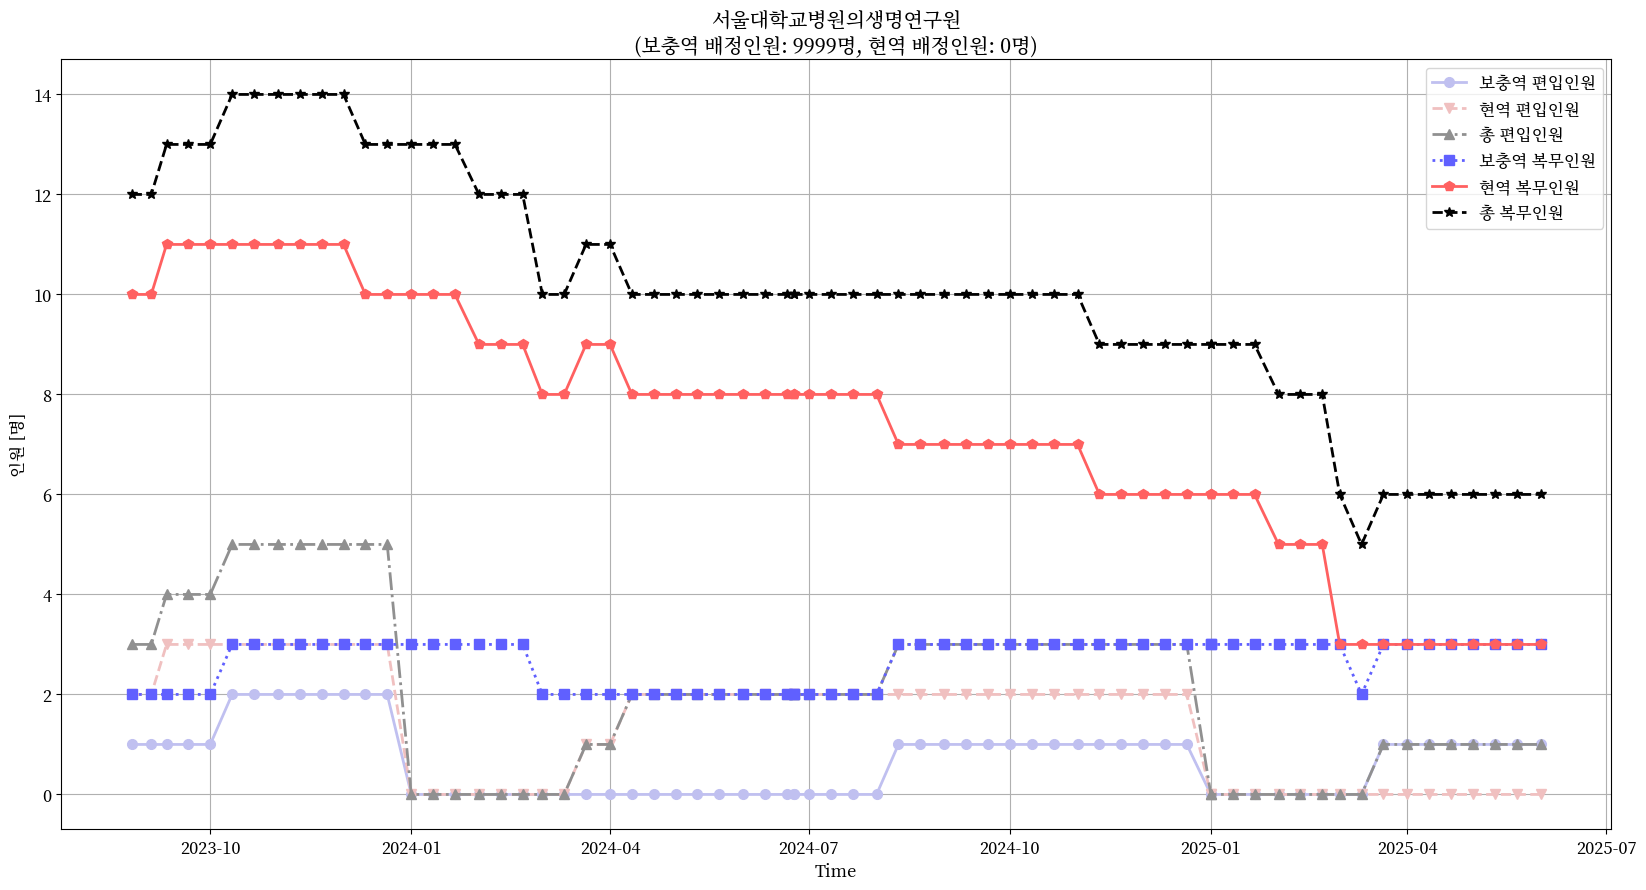 서울대학교병원의생명연구원
(보충역 배정인원: 9999명, 현역 배정인원: 0명)
보충역 편입인원
현역 편입인원
총 편입인원
보충역 복무인원
현역 복무인원
총 복무인원
14
12
10
8
6
4
2
0
인원 [명]
2023-10
2024-01
2024-04
2024-07
2024-10
2025-01
2025-04
2025-07
Time